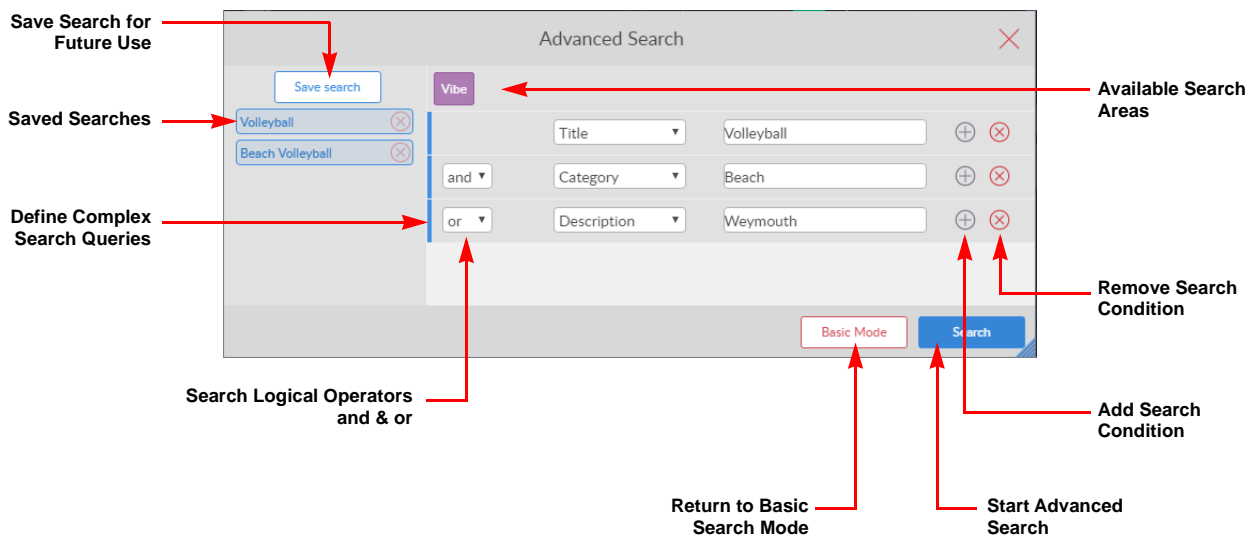 Save Search for
Future Use
Advanced Search
Save search
Vibe
Available Search
Areas
Saved Searches
Volleyball
Title
Volleyball
Beach Volleyball
and
Category
Beach
Define Complex
Search Queries
or
Description
Weymouth
Remove Search
Condition
Basic Mode
Search
Search Logical Operators
and & or
Add Search
Condition
Return to Basic
Search Mode
Start Advanced
Search